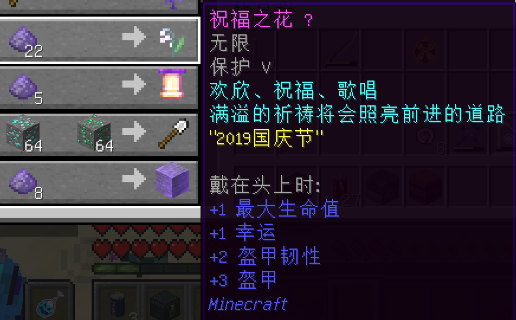 22
5
64 64
8
3
祝福之花 ?
无限
保护 V
欢欣、祝福、歌唱
满溢的祈祷将会照亮前进的道路
"2019国庆节"
戴在头上时:
+1 最大生命值
+1 幸运
+2 盔甲韧性
+3 盔甲
Minecraft